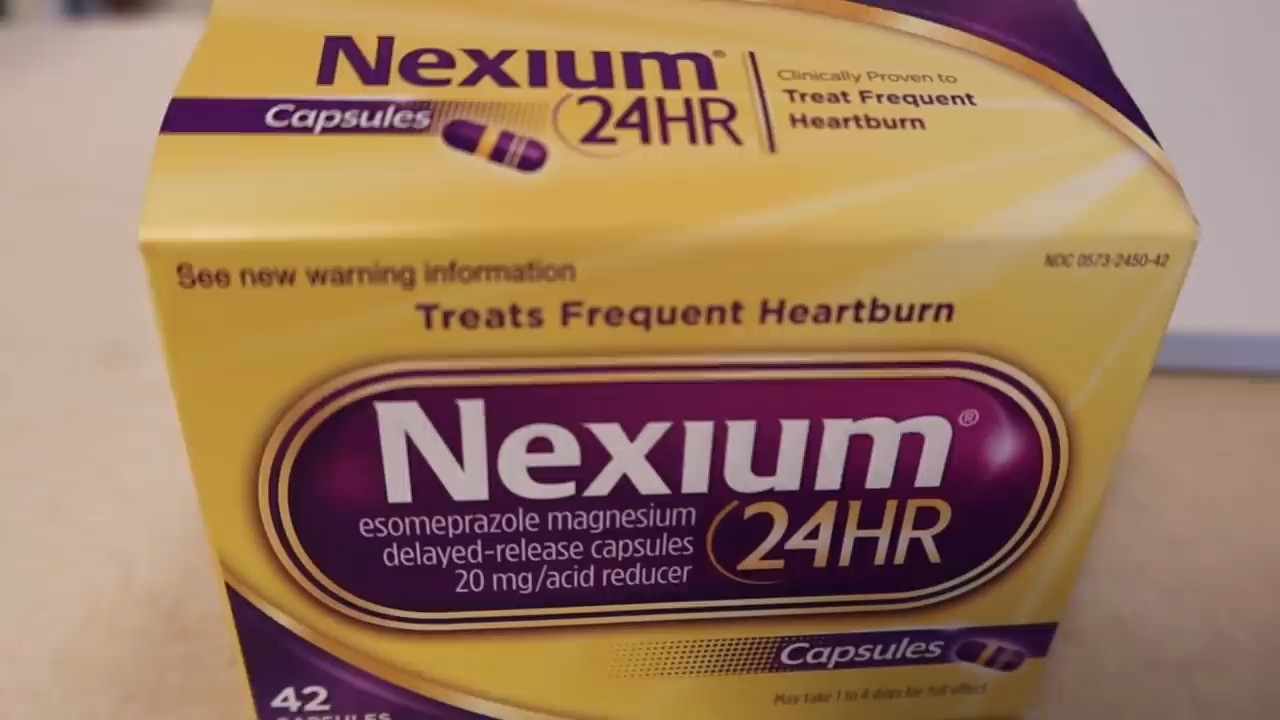 Nexium®
Capsules
24HR
Clinically Proven to
Treat Frequent
Heartburn
See new warning information
NDC 0573-2450-42
Treats Frequent Heartburn
Nexium®
esomeprazole magnesium
delayed-release capsules
20 mg/acid reducer
24HR
Capsules
May take 1 to 4 days for full effect
42
CAPSULES